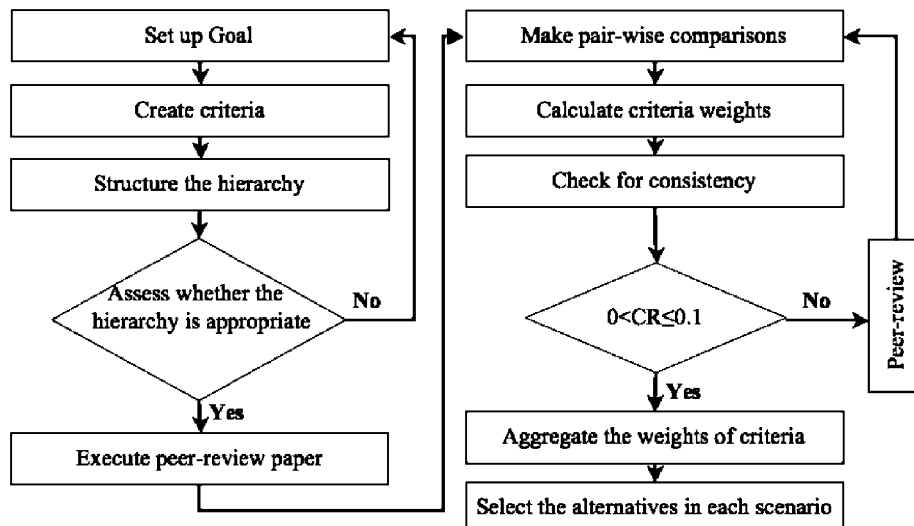 Set up Goal
Create criteria
Structure the hierarchy
Assess whether the
hierarchy is appropriate
No
Yes
Execute peer-review paper
Make pair-wise comparisons
Calculate criteria weights
Check for consistency
0<CR≤0.1
No
Peer-review
Yes
Aggregate the weights of criteria
Select the alternatives in each scenario